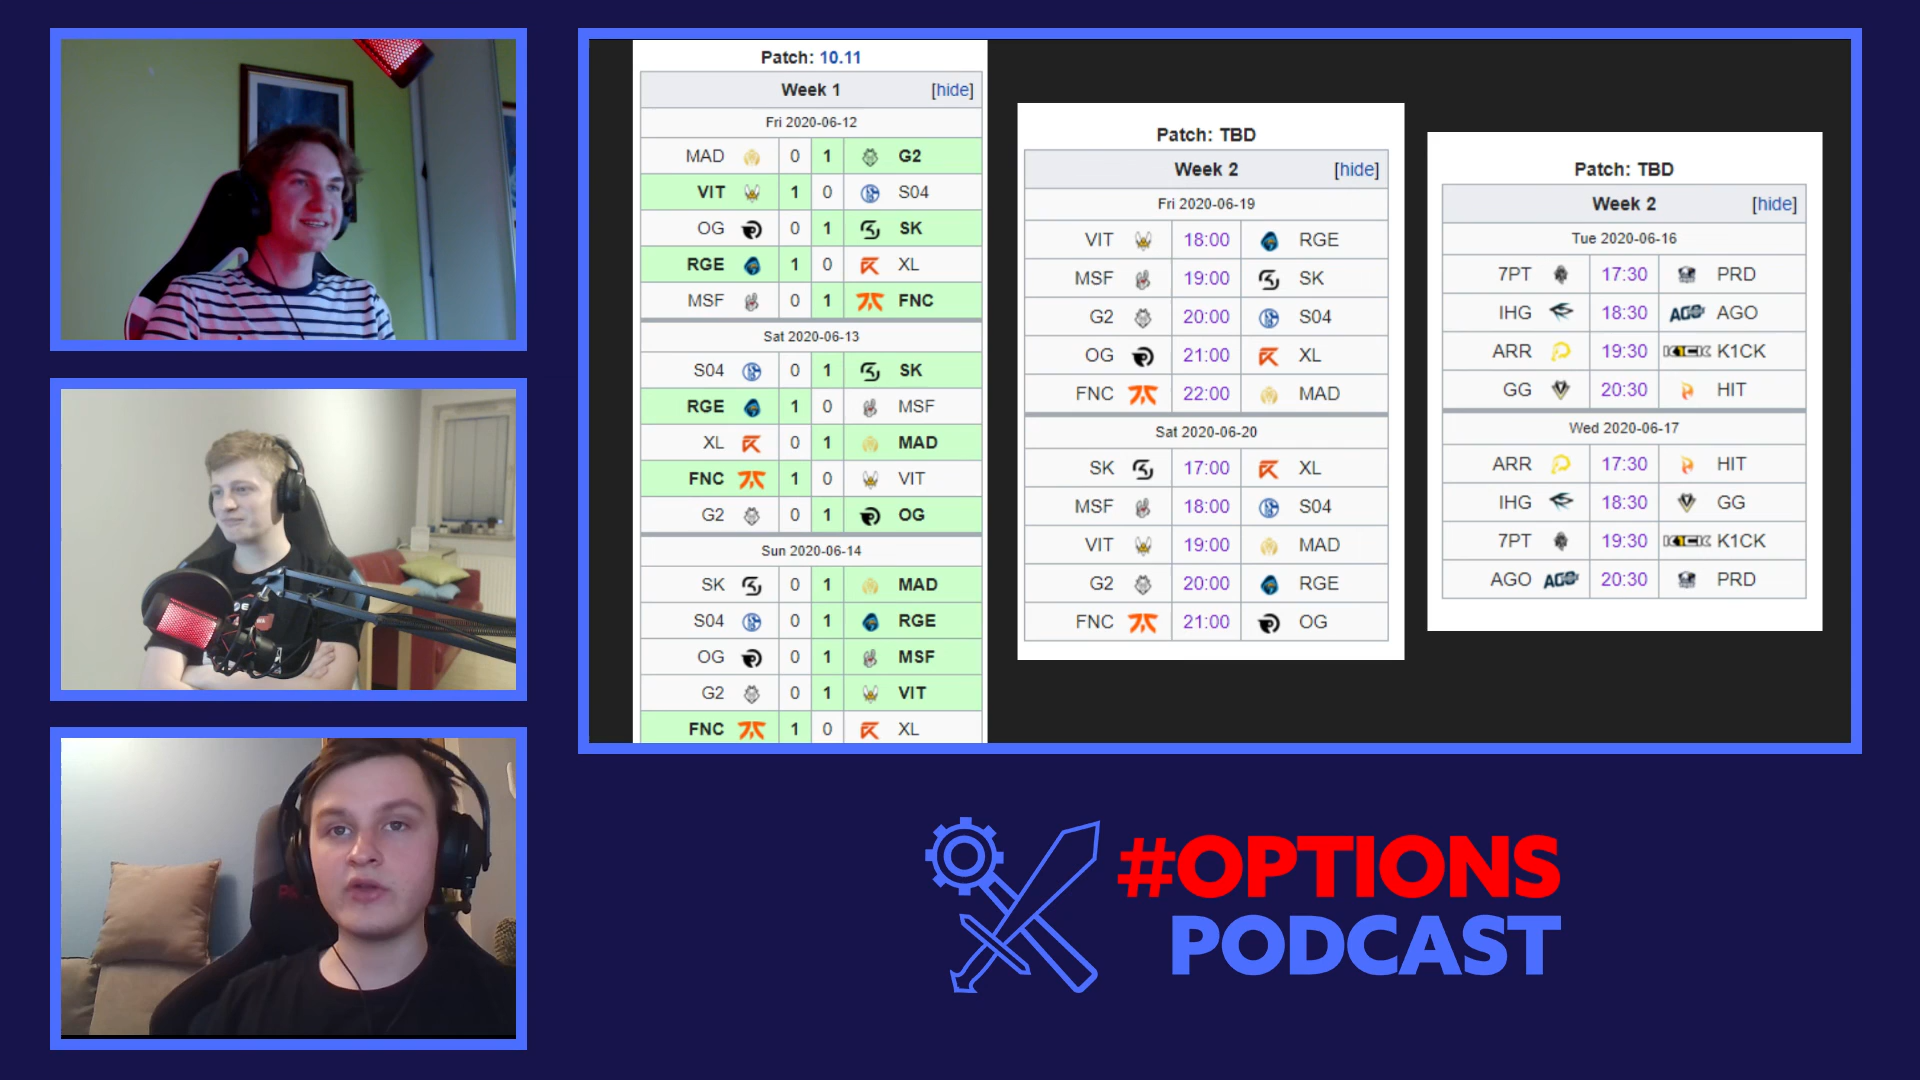 Patch: 10.11
Week 1 [hide]
Fri 2020-06-12
MAD 0 1 G2
VIT 1 0 S04
OG 0 1 SK
RGE 1 0 XL
MSF 0 1 FNC
Sat 2020-06-13
S04 0 1 SK
RGE 1 0 MSF
XL 0 1 MAD
FNC 1 0 VIT
G2 0 1 OG
Sun 2020-06-14
SK 0 1 MAD
S04 0 1 RGE
OG 0 1 MSF
G2 0 1 VIT
FNC 1 0 XL
Patch: TBD
Week 2 [hide]
Fri 2020-06-19
VIT 18:00 RGE
MSF 19:00 SK
G2 20:00 S04
OG 21:00 XL
FNC 22:00 MAD
Sat 2020-06-20
SK 17:00 XL
MSF 18:00 S04
VIT 19:00 MAD
G2 20:00 RGE
FNC 21:00 OG
Patch: TBD
Week 2 [hide]
Tue 2020-06-16
7PT 17:30 PRD
IHG 18:30 AGO AGO
ARR 19:30 K1CK K1CK
GG 20:30 HIT
Wed 2020-06-17
ARR 17:30 HIT
IHG 18:30 GG
7PT 19:30 K1CK K1CK
AGO AGO 20:30 PRD
#OPTIONS
PODCAST